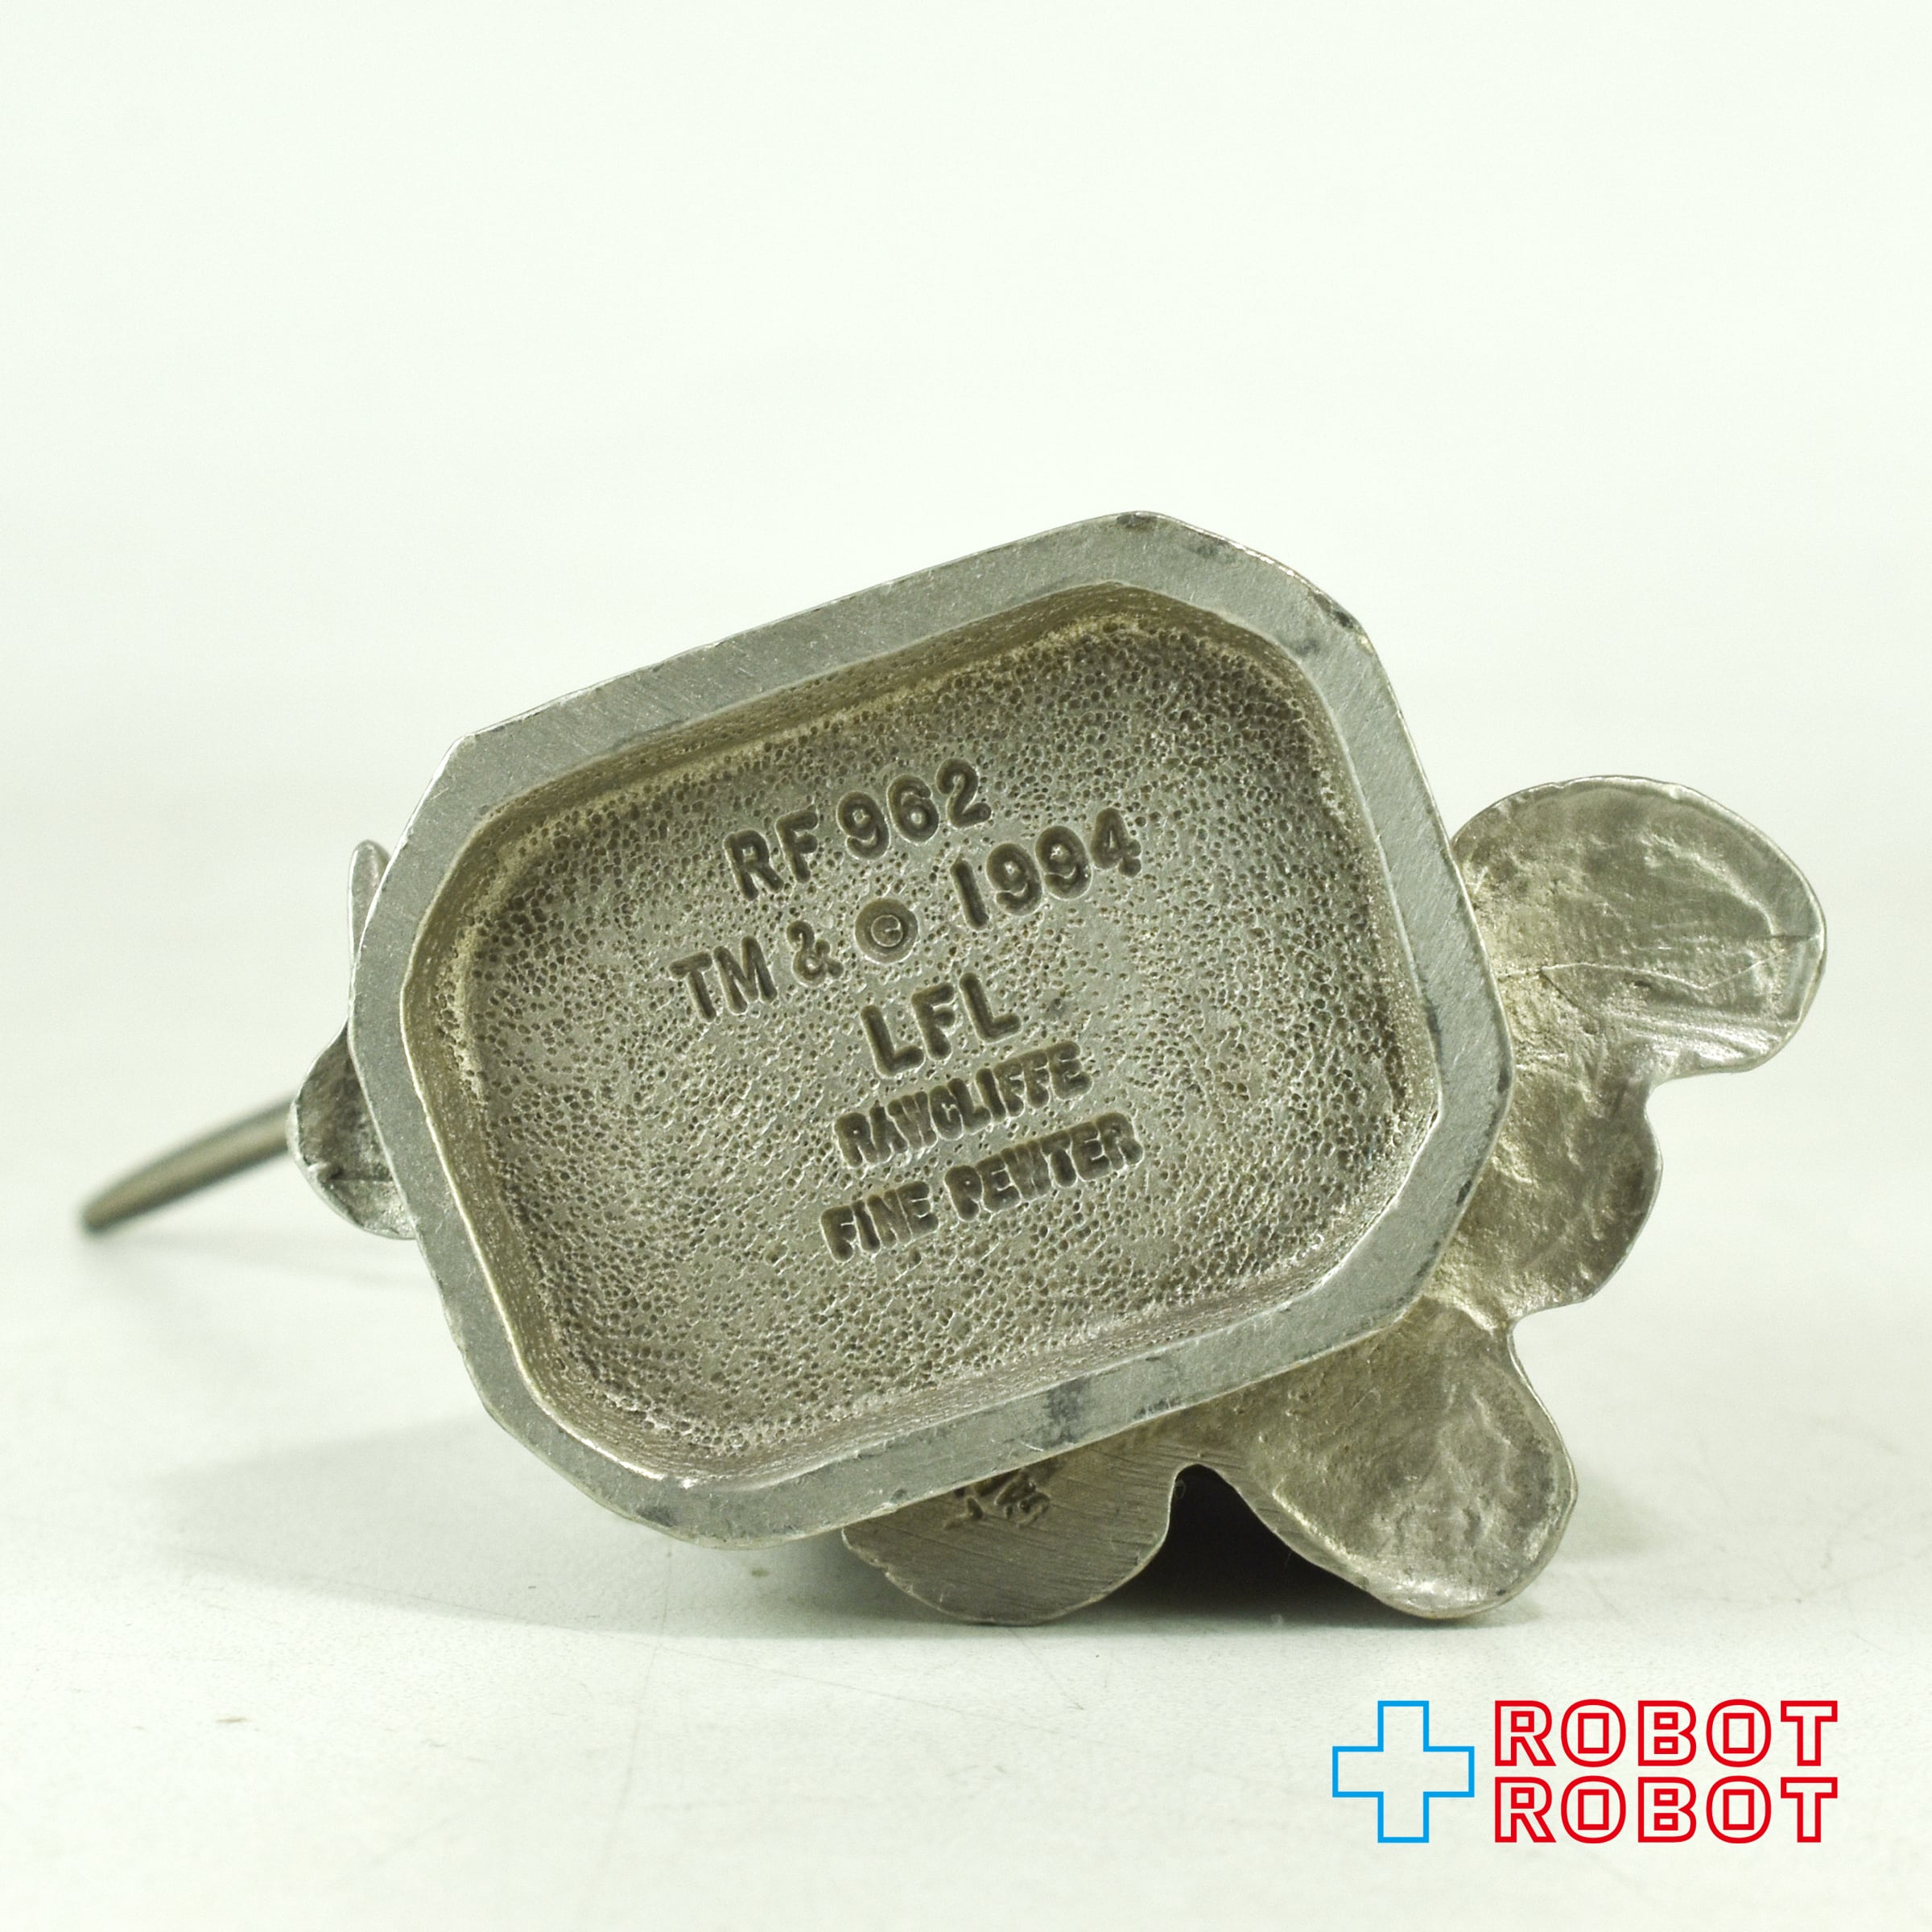 RF 962
TM & © 1994
LFL
RAWCLIFFE
FINE PEWTER
ROBOT
ROBOT